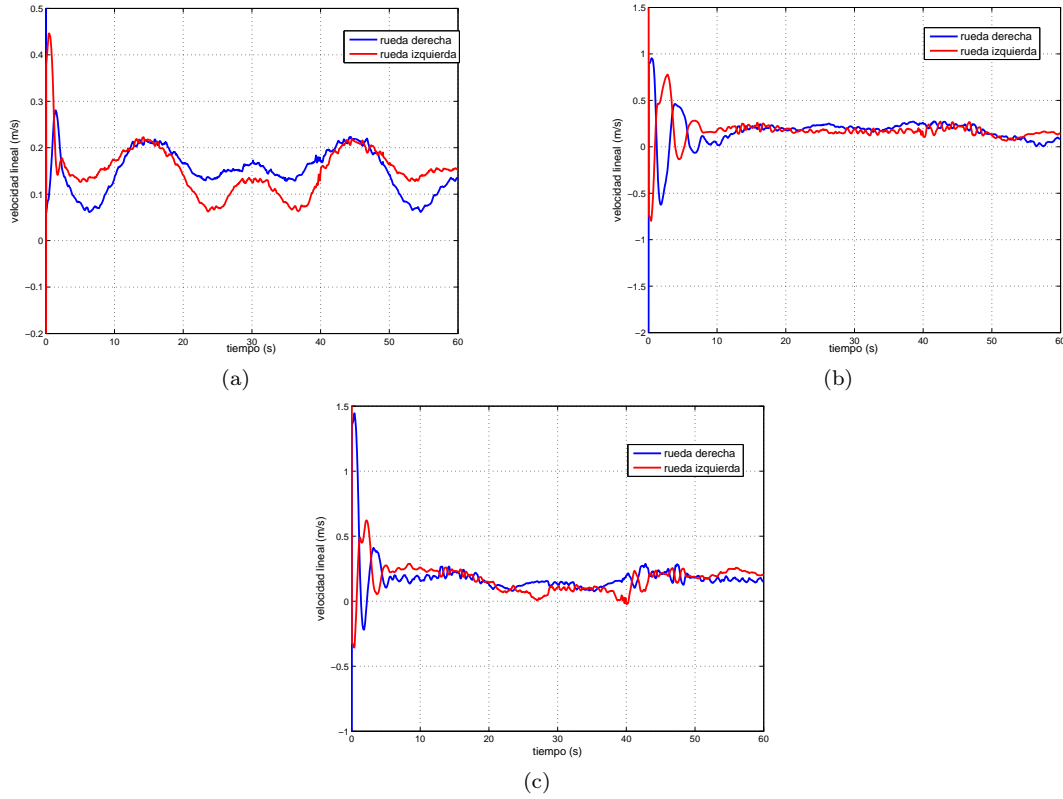 0.5
0.4
0.3
0.2
0.1
0
−0.1
−0.2
velocidad lineal (m/s)
rueda derecha
rueda izquierda
0 10 20 30 40 50 60
tiempo (s)
(a)
1.5
1
0.5
0
−0.5
−1
−1.5
−2
velocidad lineal (m/s)
rueda derecha
rueda izquierda
0 10 20 30 40 50 60
tiempo (s)
(b)
1.5
1
0.5
0
−0.5
−1
velocidad lineal (m/s)
rueda derecha
rueda izquierda
0 10 20 30 40 50 60
tiempo (s)
(c)